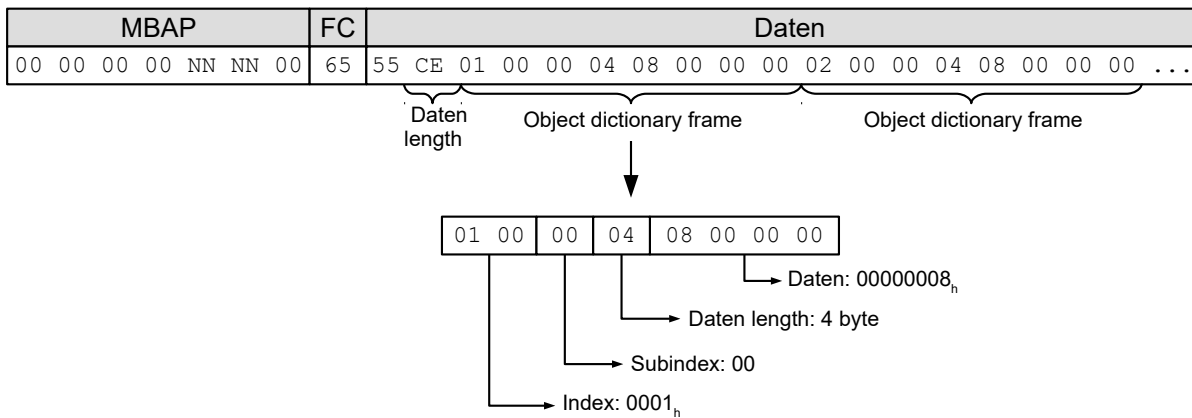 MBAP FC Daten
00 00 00 00 NN NN 00 65 55 CE 01 00 00 04 08 00 00 00 02 00 00 04 08 00 00 00 ...
Daten length
Object dictionary frame
Object dictionary frame
01 00 00 04 08 00 00 00
Daten: 00000008h
Daten length: 4 byte
Subindex: 00
Index: 0001h